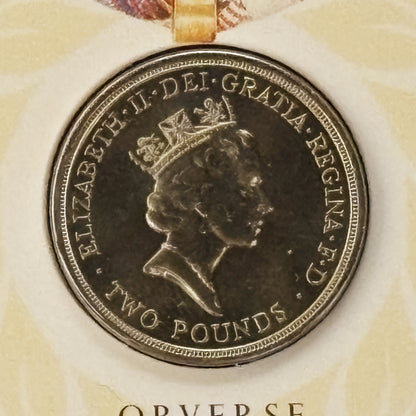 ELIZABETH · II · DEI · GRATIA · REGINA · F · D ·
TWO POUNDS ·
OBVERSE